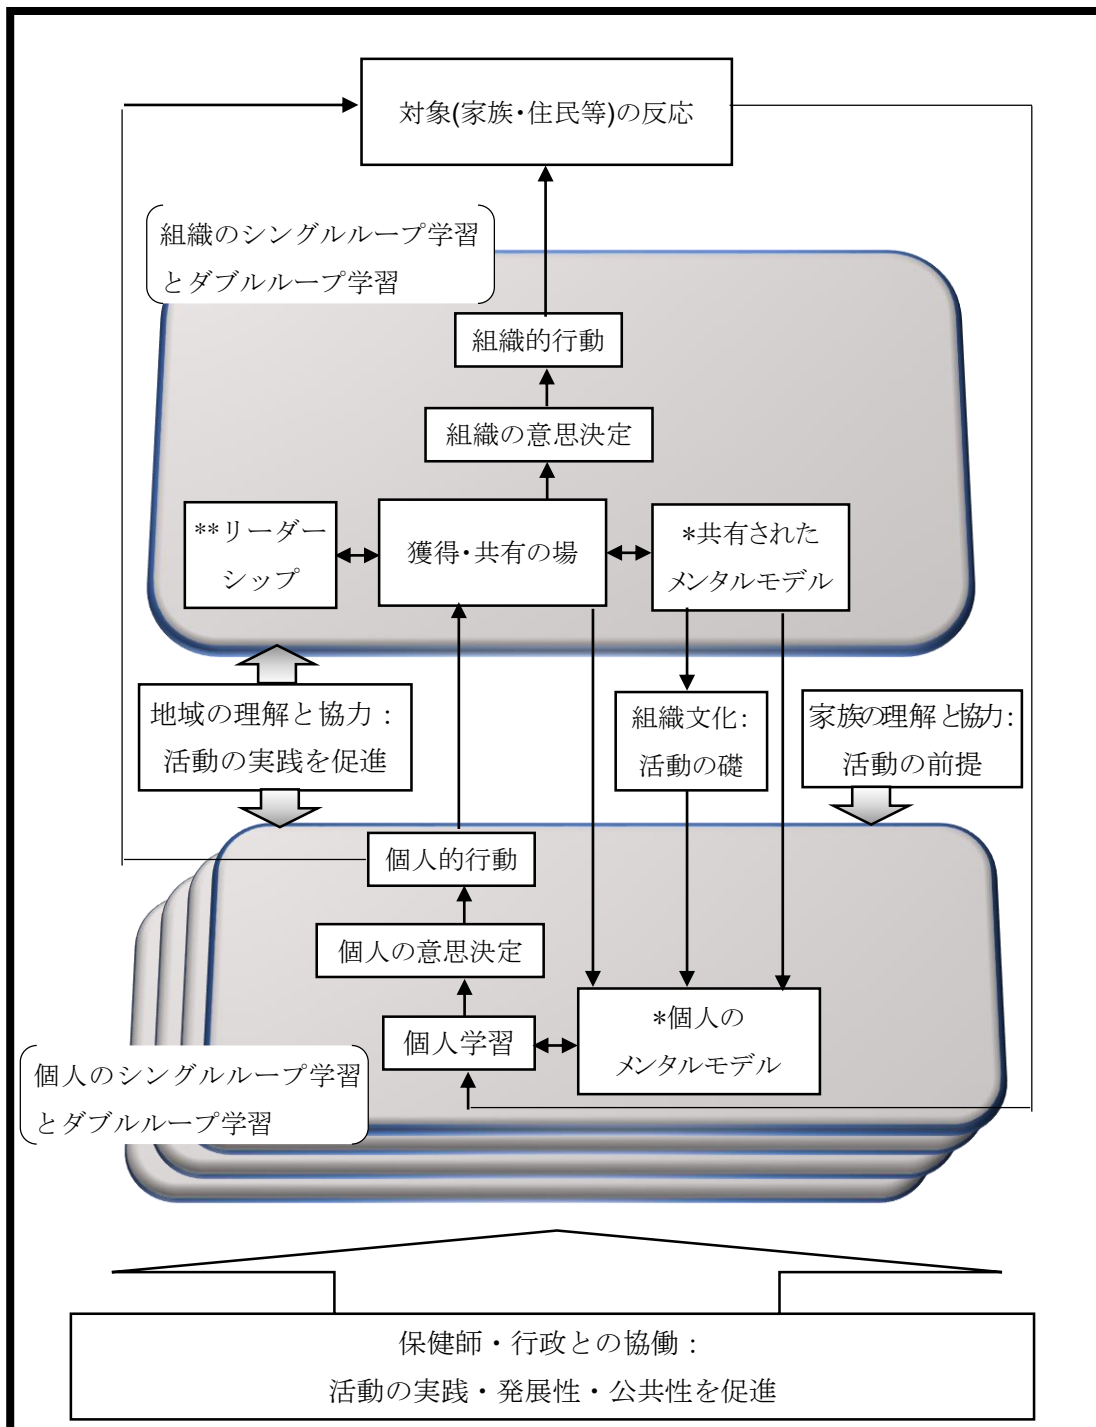 対象(家族・住民等)の反応
組織のシングルループ学習
とダブルループ学習
組織的行動
組織の意思決定
**リーダー
シップ
獲得・共有の場
*共有された
メンタルモデル
地域の理解と協力：
活動の実践を促進
組織文化：
活動の礎
家族の理解と協力：
活動の前提
個人的行動
個人の意思決定
個人学習
*個人の
メンタルモデル
個人のシングルループ学習
とダブルループ学習
保健師・行政との協働：
活動の実践・発展性・公共性を促進